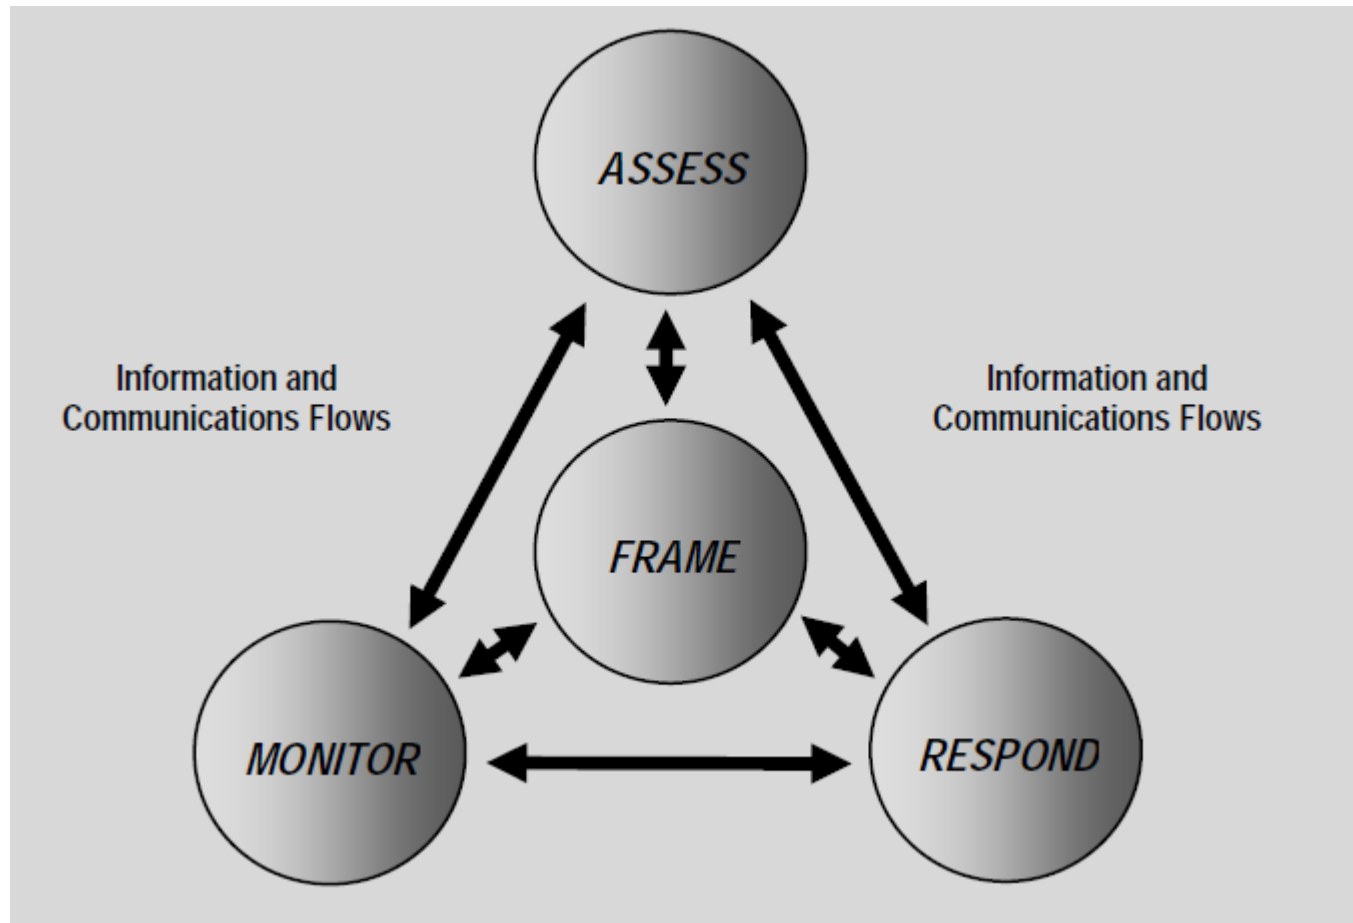 ASSESS
Information and
Communications Flows
Information and
Communications Flows
FRAME
MONITOR
RESPOND